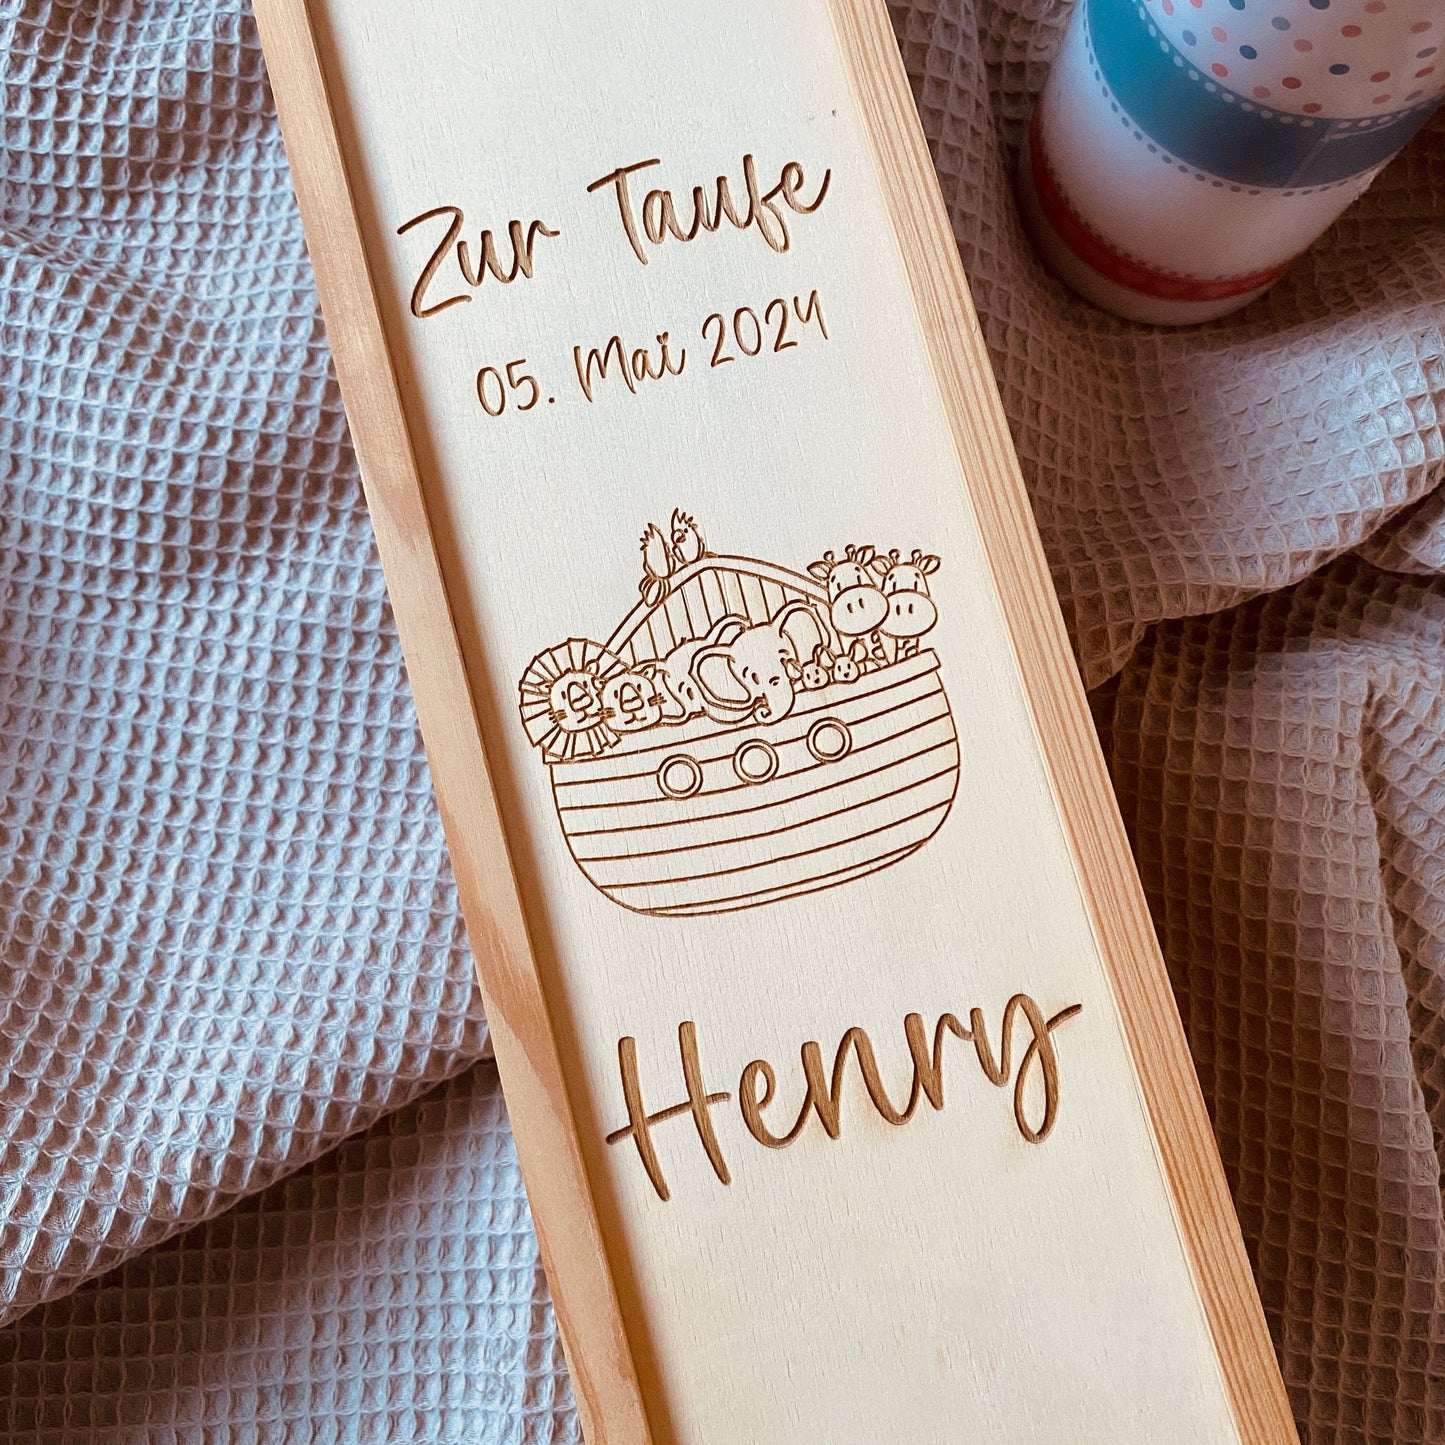 Zur Taufe
05. Mai 2024
Henry